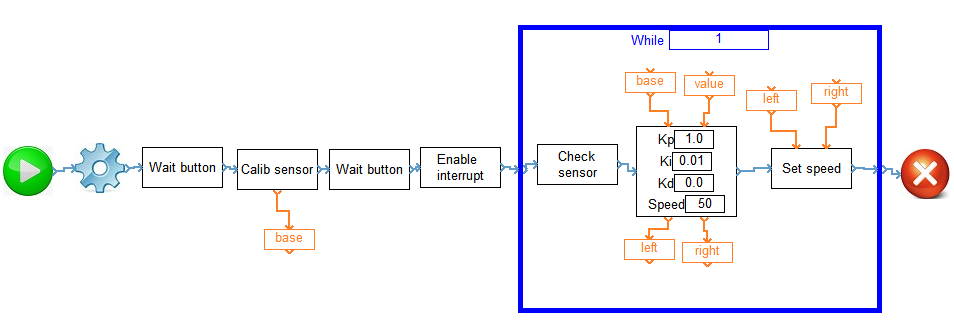 While 1
base
value
left
right
Kp 1.0
Ki 0.01
Kd 0.0
Speed 50
Wait button
Calib sensor
Wait button
Enable
interrupt
Check
sensor
Set speed
base
left
right